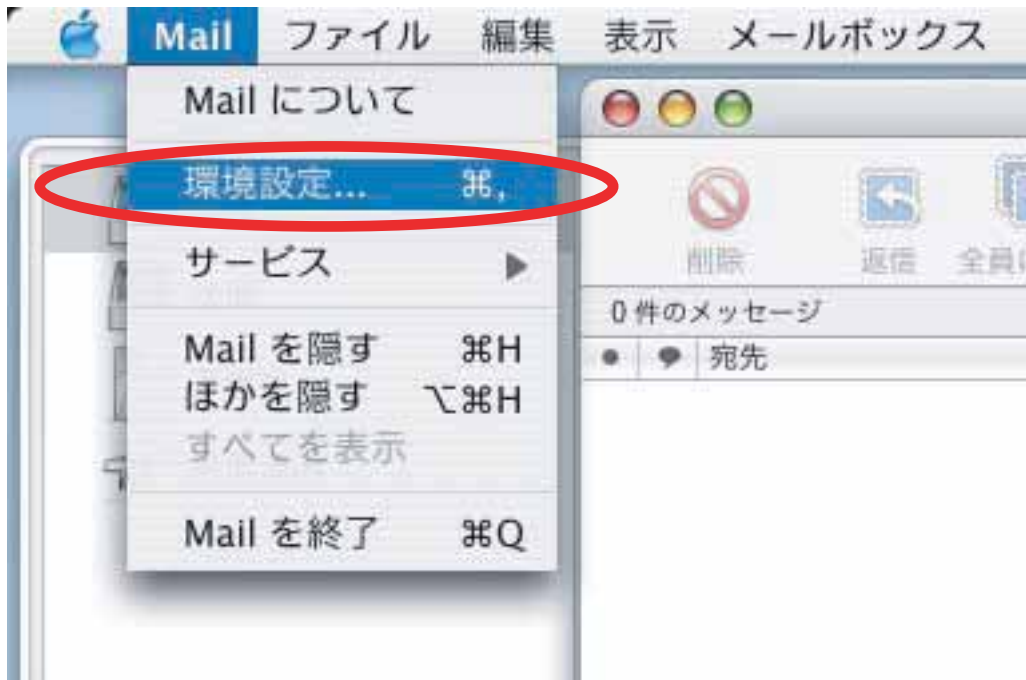 Mail ファイル 編集 表示 メールボックス
Mail について
環境設定... ⌘,
サービス ▶
Mail を隠す ⌘H
ほかを隠す ⌥⌘H
すべてを表示
Mail を終了 ⌘Q
削除 返信
0 件のメッセージ
宛先